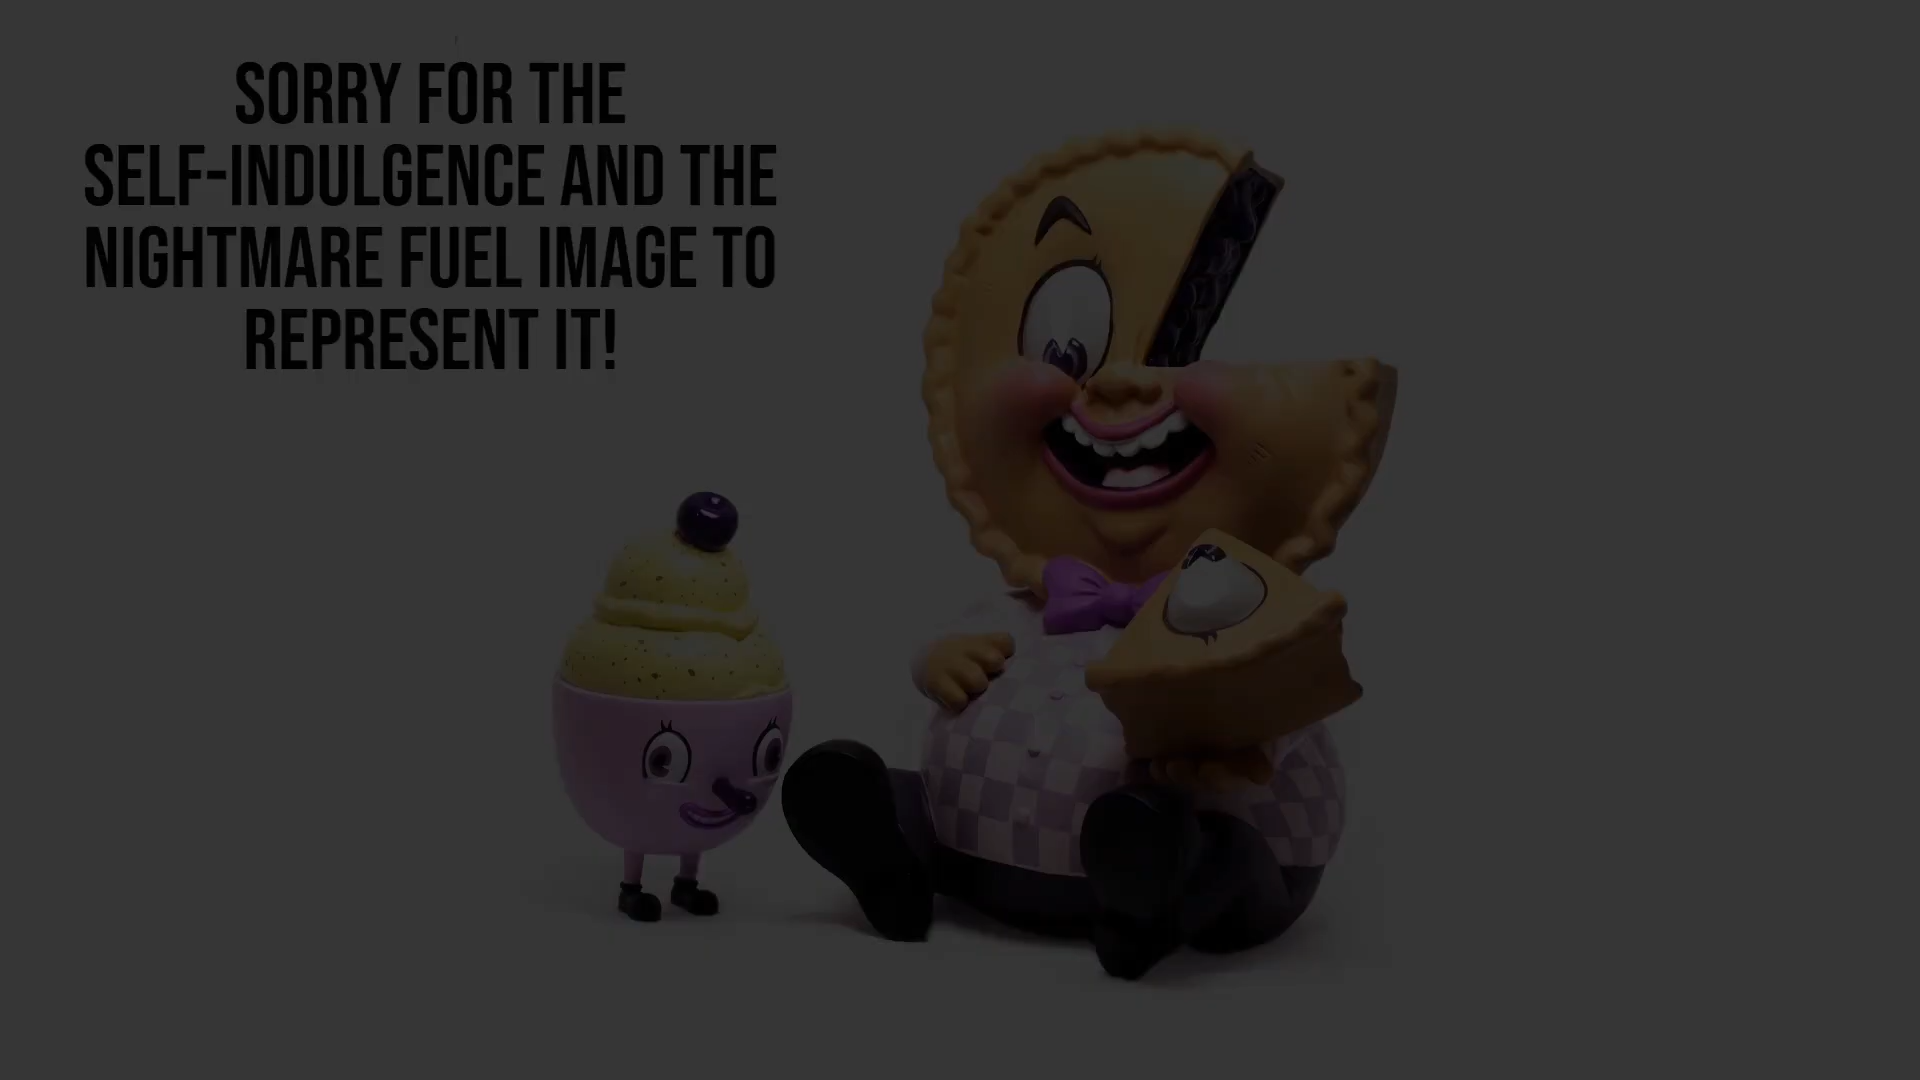 SORRY FOR THE
SELF-INDULGENCE AND THE
NIGHTMARE FUEL IMAGE TO
REPRESENT IT!